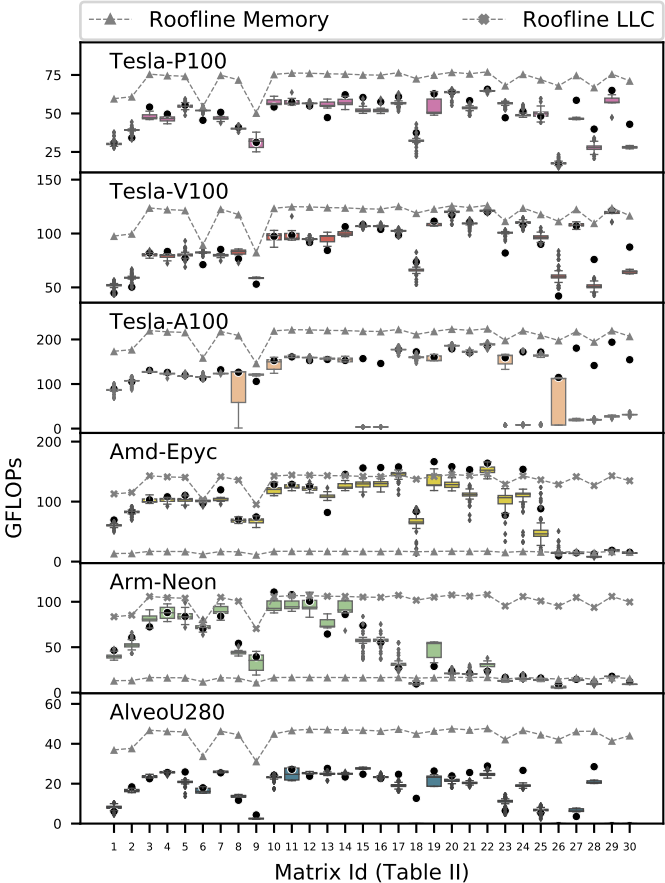 Roofline Memory Roofline LLC
Tesla-P100
75
50
25
Tesla-V100
150
100
50
Tesla-A100
200
100
0
Amd-Epyc
200
100
0
Arm-Neon
100
50
0
AlveoU280
60
40
20
0
GFLOPs
1 2 3 4 5 6 7 8 9 10 11 12 13 14 15 16 17 18 19 20 21 22 23 24 25 26 27 28 29 30
Matrix Id (Table II)